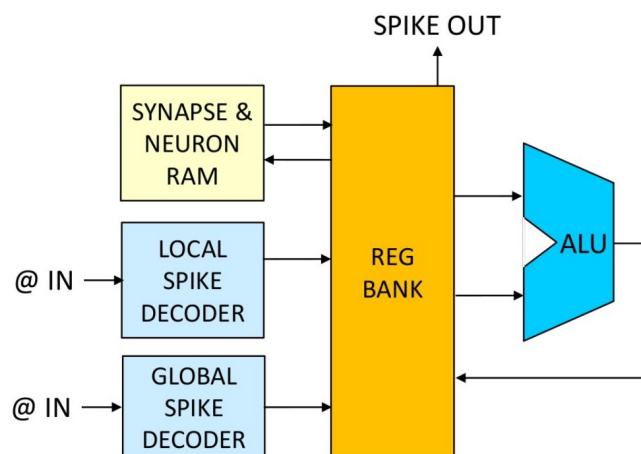 SPIKE OUT
SYNAPSE &
NEURON
RAM
REG
BANK
ALU
@ IN
LOCAL
SPIKE
DECODER
@ IN
GLOBAL
SPIKE
DECODER